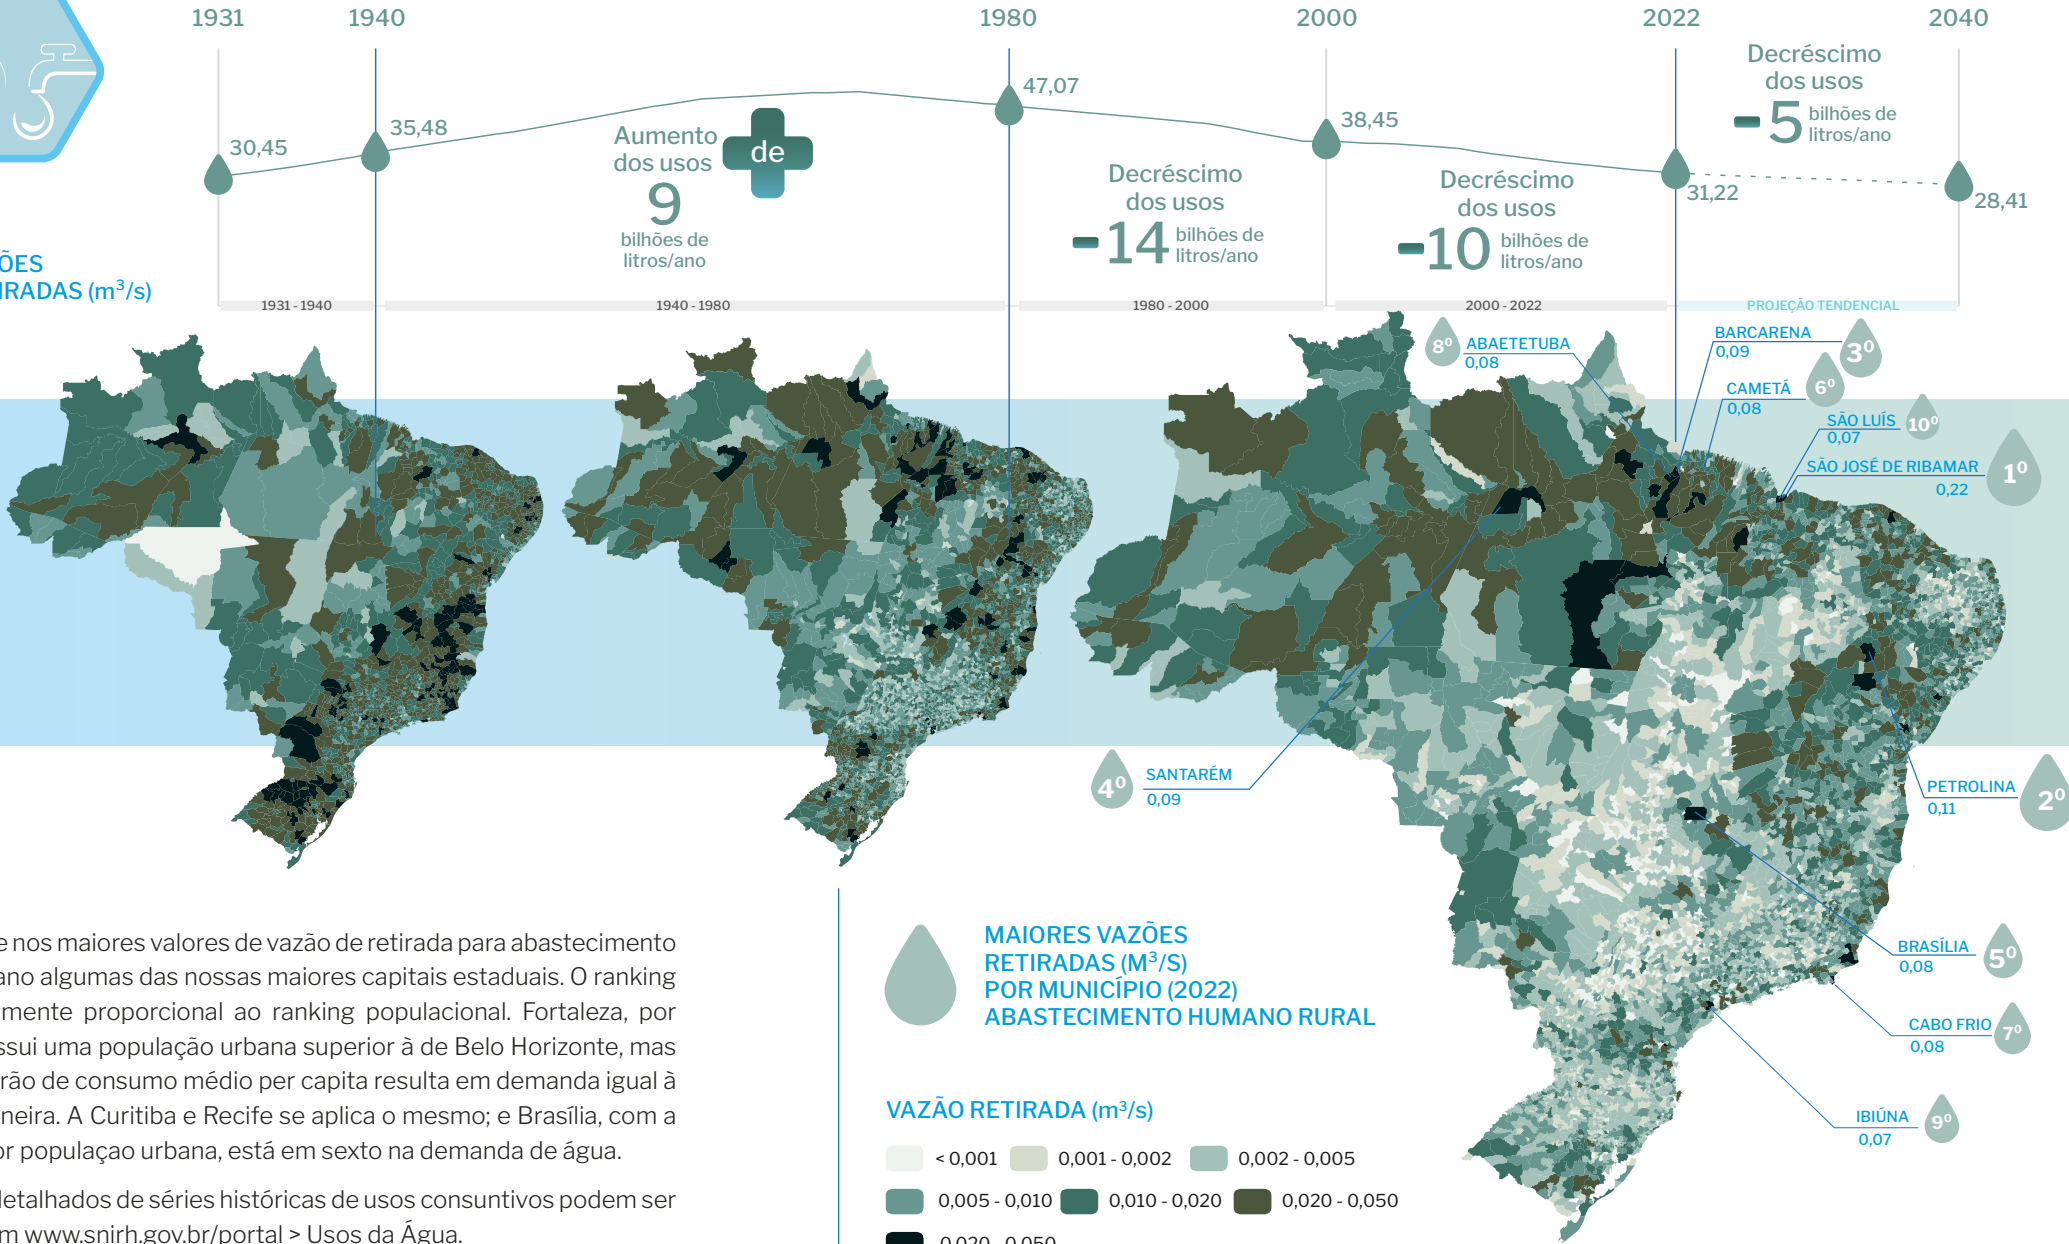 1931
1940
1980
2000
2022
2040
30,45
35,48
47,07
38,45
31,22
28,41
Aumento
dos usos
9
bilhões de
litros/ano
de
Decréscimo
dos usos
-14
bilhões de
litros/ano
Decréscimo
dos usos
-10
bilhões de
litros/ano
Decréscimo
dos usos
-5
bilhões de
litros/ano
ÕES
IRADAS (m³/s)
1931 - 1940
1940 - 1980
1980 - 2000
2000 - 2022
PROJEÇÃO TENDENCIAL
8º
ABAETETUBA
0,08
BARCARENA
0,09
3º
CAMETÁ
0,08
6º
SÃO LUÍS
0,07
10º
SÃO JOSÉ DE RIBAMAR
0,22
1º
4º
SANTARÉM
0,09
PETROLINA
0,11
2º
BRASÍLIA
0,08
5º
CABO FRIO
0,08
7º
IBIÚNA
0,07
9º
e nos maiores valores de vazão de retirada para abastecimento
ano algumas das nossas maiores capitais estaduais. O ranking
mente proporcional ao ranking populacional. Fortaleza, por
ssui uma população urbana superior à de Belo Horizonte, mas
rão de consumo médio per capita resulta em demanda igual à
neira. A Curitiba e Recife se aplica o mesmo; e Brasília, com a
or populaçao urbana, está em sexto na demanda de água.
detalhados de séries históricas de usos consuntivos podem ser
m www.snirh.gov.br/portal > Usos da Água.
MAIORES VAZÕES
RETIRADAS (M³/S)
POR MUNICÍPIO (2022)
ABASTECIMENTO HUMANO RURAL
VAZÃO RETIRADA (m³/s)
< 0,001
0,001 - 0,002
0,002 - 0,005
0,005 - 0,010
0,010 - 0,020
0,020 - 0,050
0,020 - 0,050